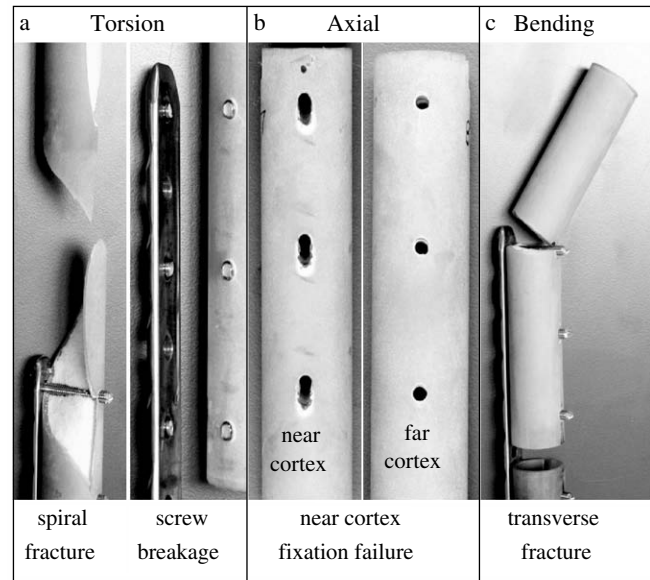 a Torsion
b Axial
c Bending
near
cortex
far
cortex
spiral
fracture
screw
breakage
near cortex
fixation failure
transverse
fracture